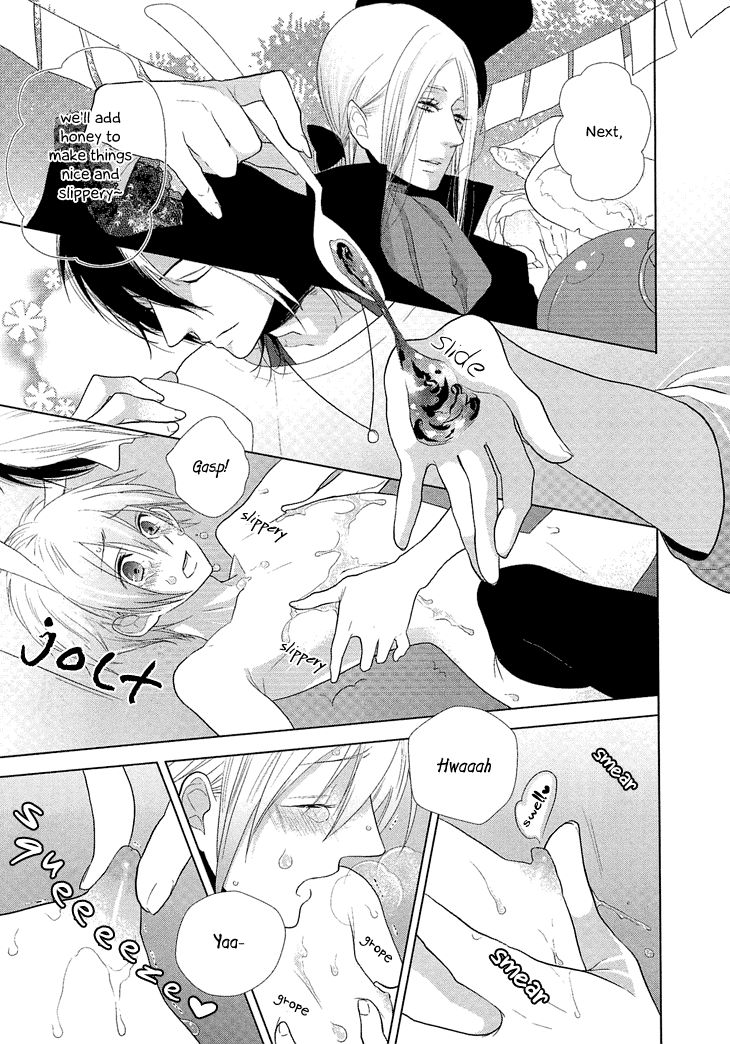 Next,
we'll add
honey to
make things
nice and
slippery~
slide
Gasp!
slippery
slippery
jolt
smear
swell♥
smear
Hwaaah
grope
grope
Yaa-
squeeeeeze♥